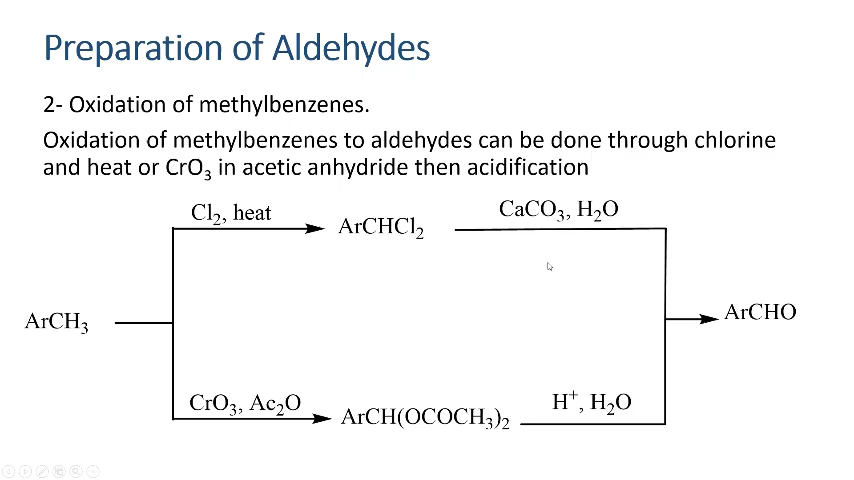 Preparation of Aldehydes
2- Oxidation of methylbenzenes.
Oxidation of methylbenzenes to aldehydes can be done through chlorine
and heat or CrO₃ in acetic anhydride then acidification
Cl₂, heat
ArCHCl₂
CaCO₃, H₂O
ArCH₃
ArCHO
CrO₃, Ac₂O
ArCH(OCOCH₃)₂
H⁺, H₂O